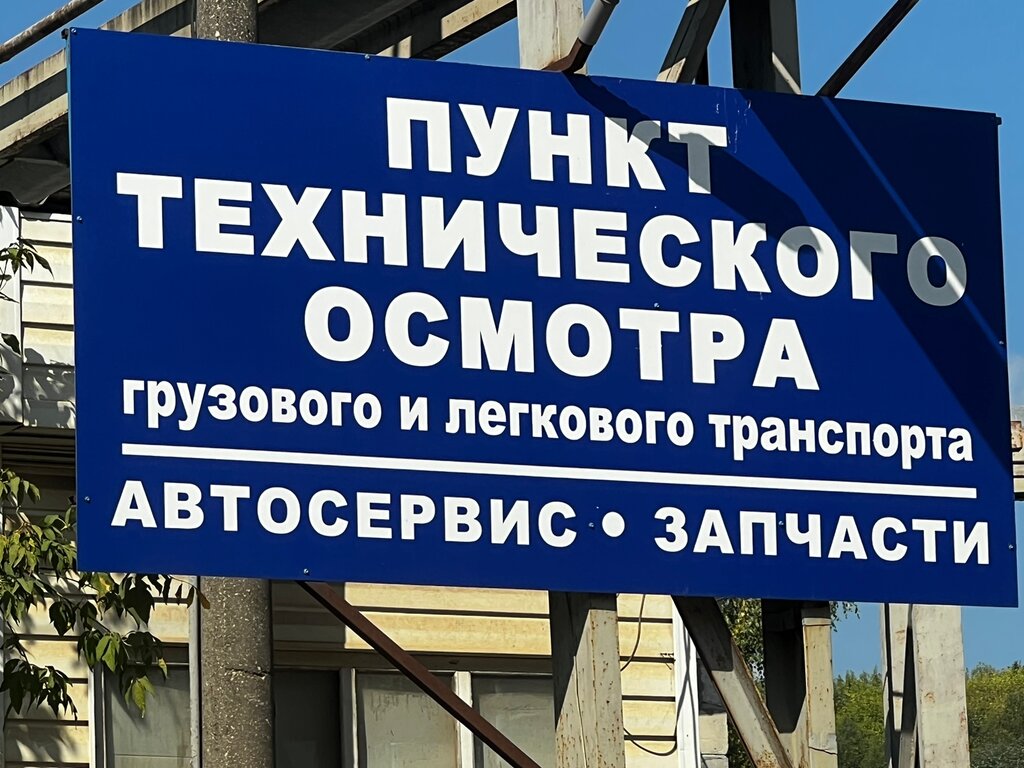 ПУНКТ
ТЕХНИЧЕСКОГО
ОСМОТРА
грузового и легкового транспорта
АВТОСЕРВИС • ЗАПЧАСТИ